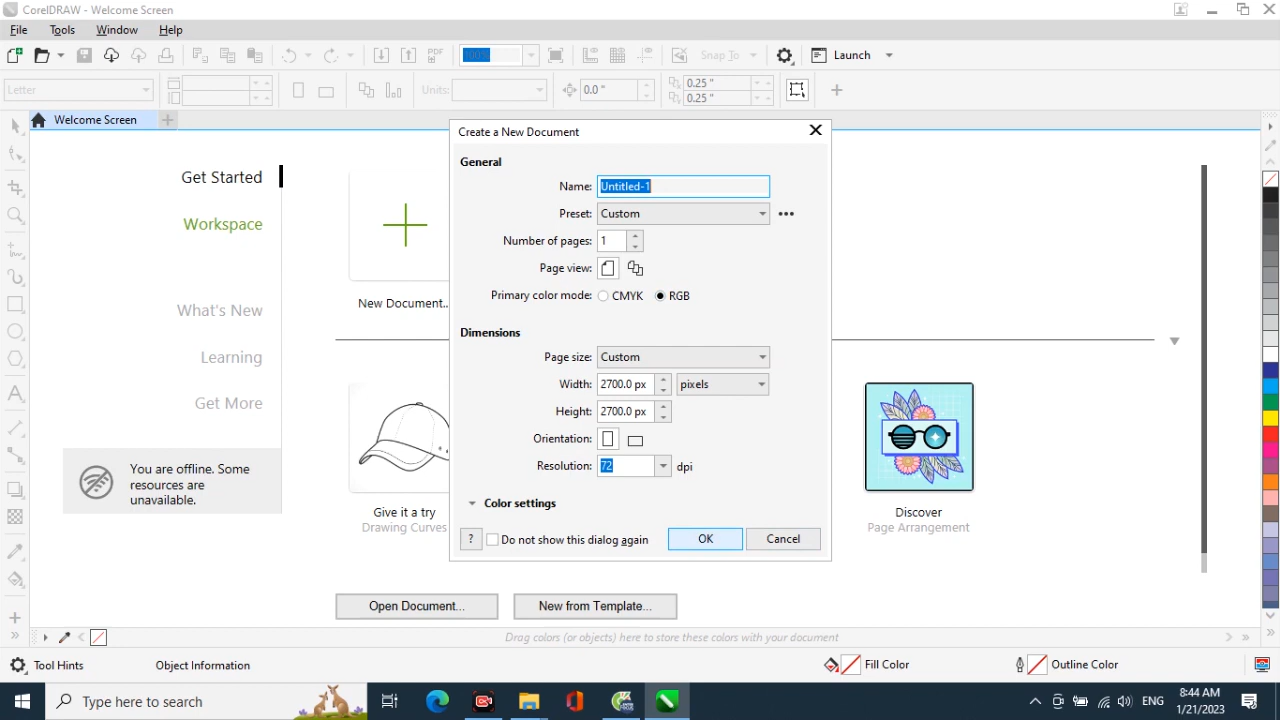 CorelDRAW - Welcome Screen
File Tools Window Help
100%
PDF
Snap To
Launch
Letter
Units:
0.0 "
0.25 "
0.25 "
Welcome Screen
Get Started
Workspace
What's New
Learning
Get More
You are offline. Some
resources are
unavailable.
New Document...
Give it a try
Drawing Curves
Discover
Page Arrangement
Open Document...
New from Template...
Create a New Document
General
Name: Untitled-1
Preset: Custom
Number of pages: 1
Page view:
Primary color mode: CMYK RGB
Dimensions
Page size: Custom
Width: 2700.0 px pixels
Height: 2700.0 px
Orientation:
Resolution: 72 dpi
Color settings
? Do not show this dialog again OK Cancel
Drag colors (or objects) here to store these colors with your document
Tool Hints Object Information Fill Color Outline Color
Type here to search
ENG
8:44 AM
1/21/2023